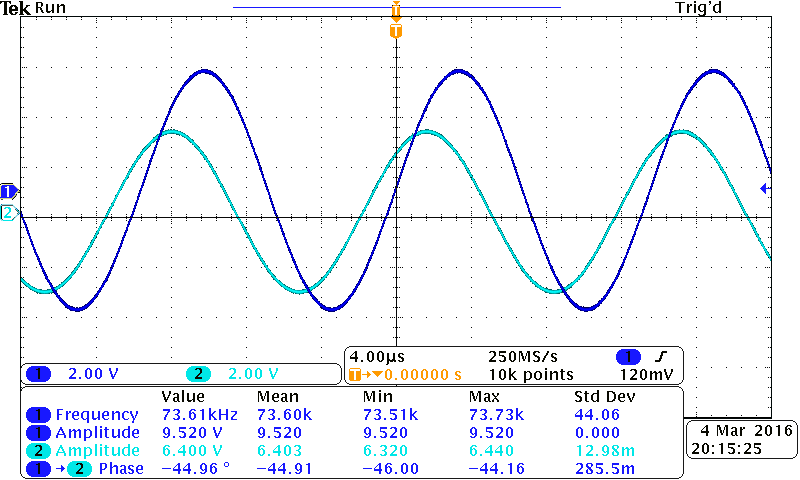 Tek Run Trig'd
T
T
1
2
1 2.00 V 2 2.00 V
4.00µs 250MS/s 1
T→▼0.00000 s 10k points 120mV
Value Mean Min Max Std Dev
1 Frequency 73.61kHz 73.60k 73.51k 73.73k 44.06
1 Amplitude 9.520 V 9.520 9.520 9.520 0.000
2 Amplitude 6.400 V 6.403 6.320 6.440 12.98m
1→2 Phase −44.96 ° −44.91 −46.00 −44.16 285.5m
4 Mar 2016
20:15:25